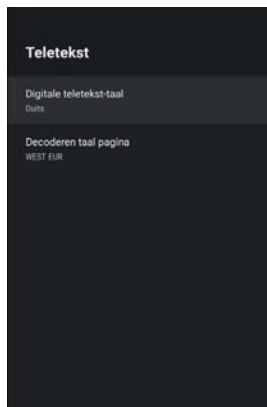 Teletekst
Digitale teletekst-taal
Duits
Decoderen taal pagina
WEST EUR